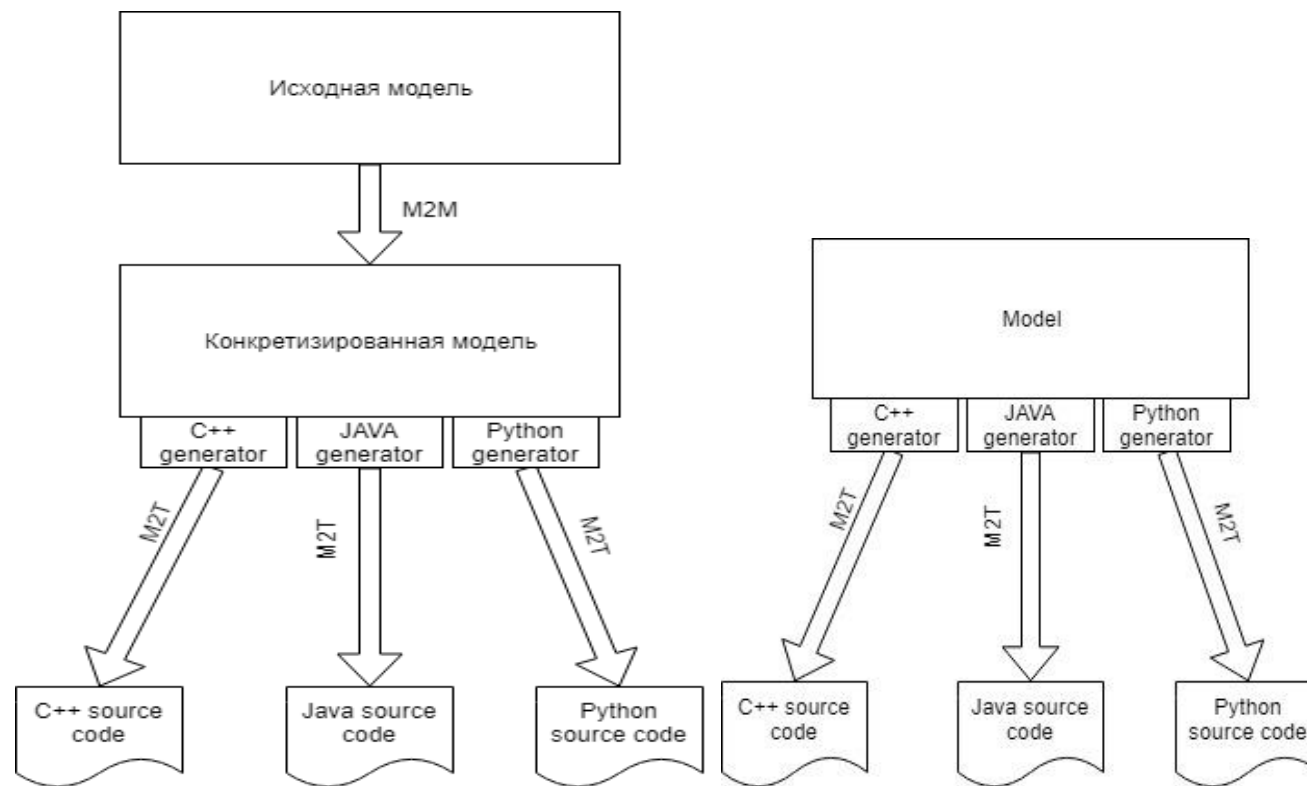 Исходная модель
M2M
Конкретизированная модель
C++
generator
JAVA
generator
Python
generator
M2T
M2T
M2T
C++ source
code
Java source
code
Python
source code
Model
C++
generator
JAVA
generator
Python
generator
M2T
M2T
M2T
C++ source
code
Java source
code
Python
source code